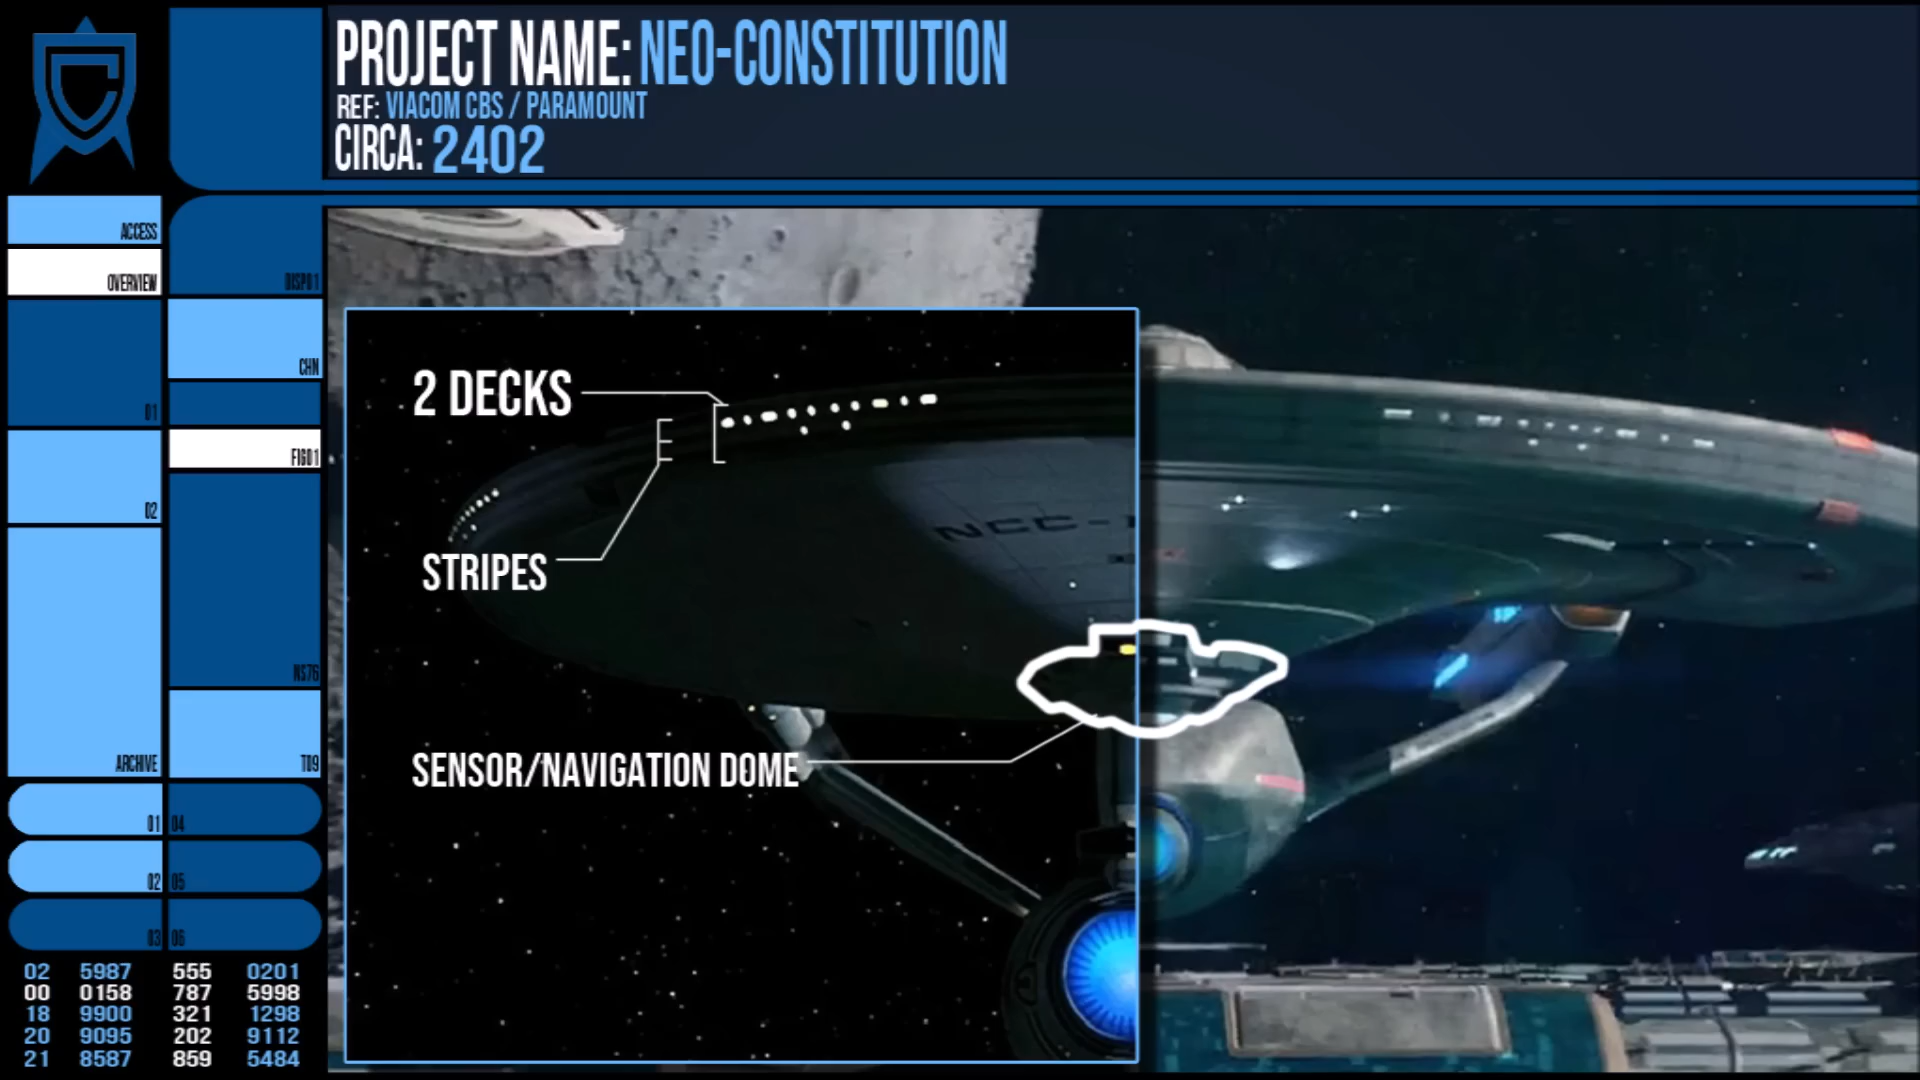 PROJECT NAME: NEO-CONSTITUTION
REF: VIACOM CBS / PARAMOUNT
CIRCA: 2402
ACCESS
OVERVIEW
01
02
ARCHIVE
DISP01
CHN
FIG01
NS76
T09
01 04
02 05
03 06
02 5987 555 0201
00 0158 787 5998
18 9900 321 1298
20 9095 202 9112
21 8587 859 5484
2 DECKS
STRIPES
SENSOR/NAVIGATION DOME
NCC-